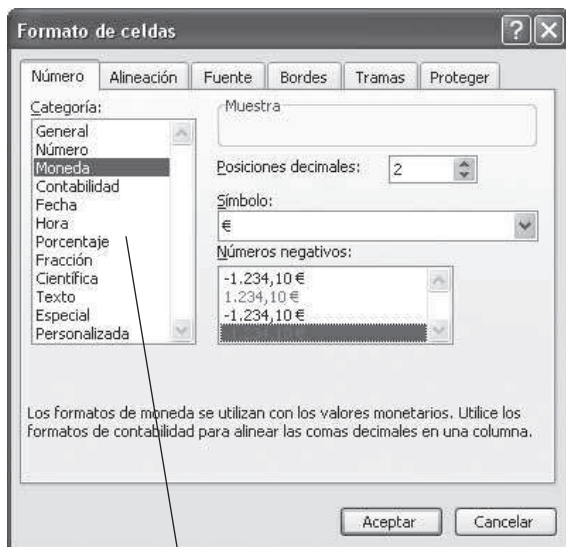 Formato de celdas
Número Alineación Fuente Bordes Tramas Proteger
Categoría:
General
Número
Moneda
Contabilidad
Fecha
Hora
Porcentaje
Fracción
Científica
Texto
Especial
Personalizada
Muestra
Posiciones decimales: 2
Símbolo:
€
Números negativos:
-1.234,10 €
1.234,10 €
-1.234,10 €
-1.234,10 €
Los formatos de moneda se utilizan con los valores monetarios. Utilice los
formatos de contabilidad para alinear las comas decimales en una columna.
Aceptar Cancelar